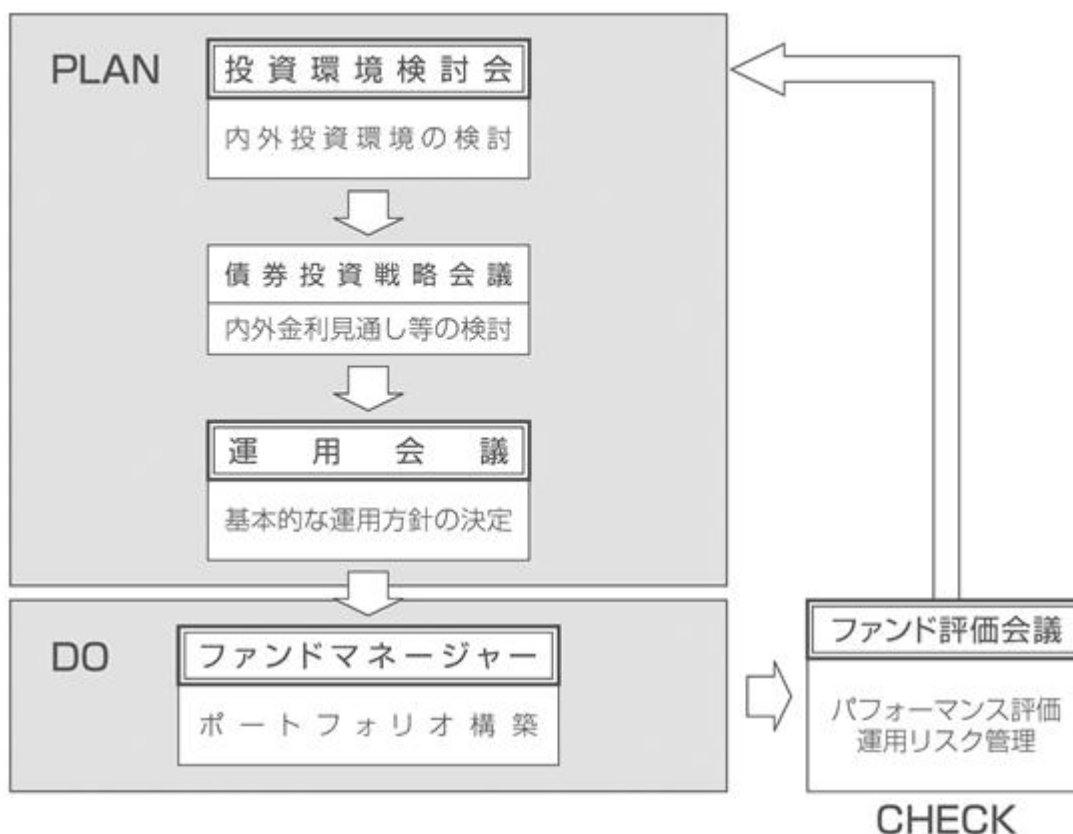 PLAN
投資環境検討会
内外投資環境の検討
債券投資戦略会議
内外金利見通し等の検討
運用会議
基本的な運用方針の決定
DO
ファンドマネージャー
ポートフォリオ構築
ファンド評価会議
パフォーマンス評価
運用リスク管理
CHECK